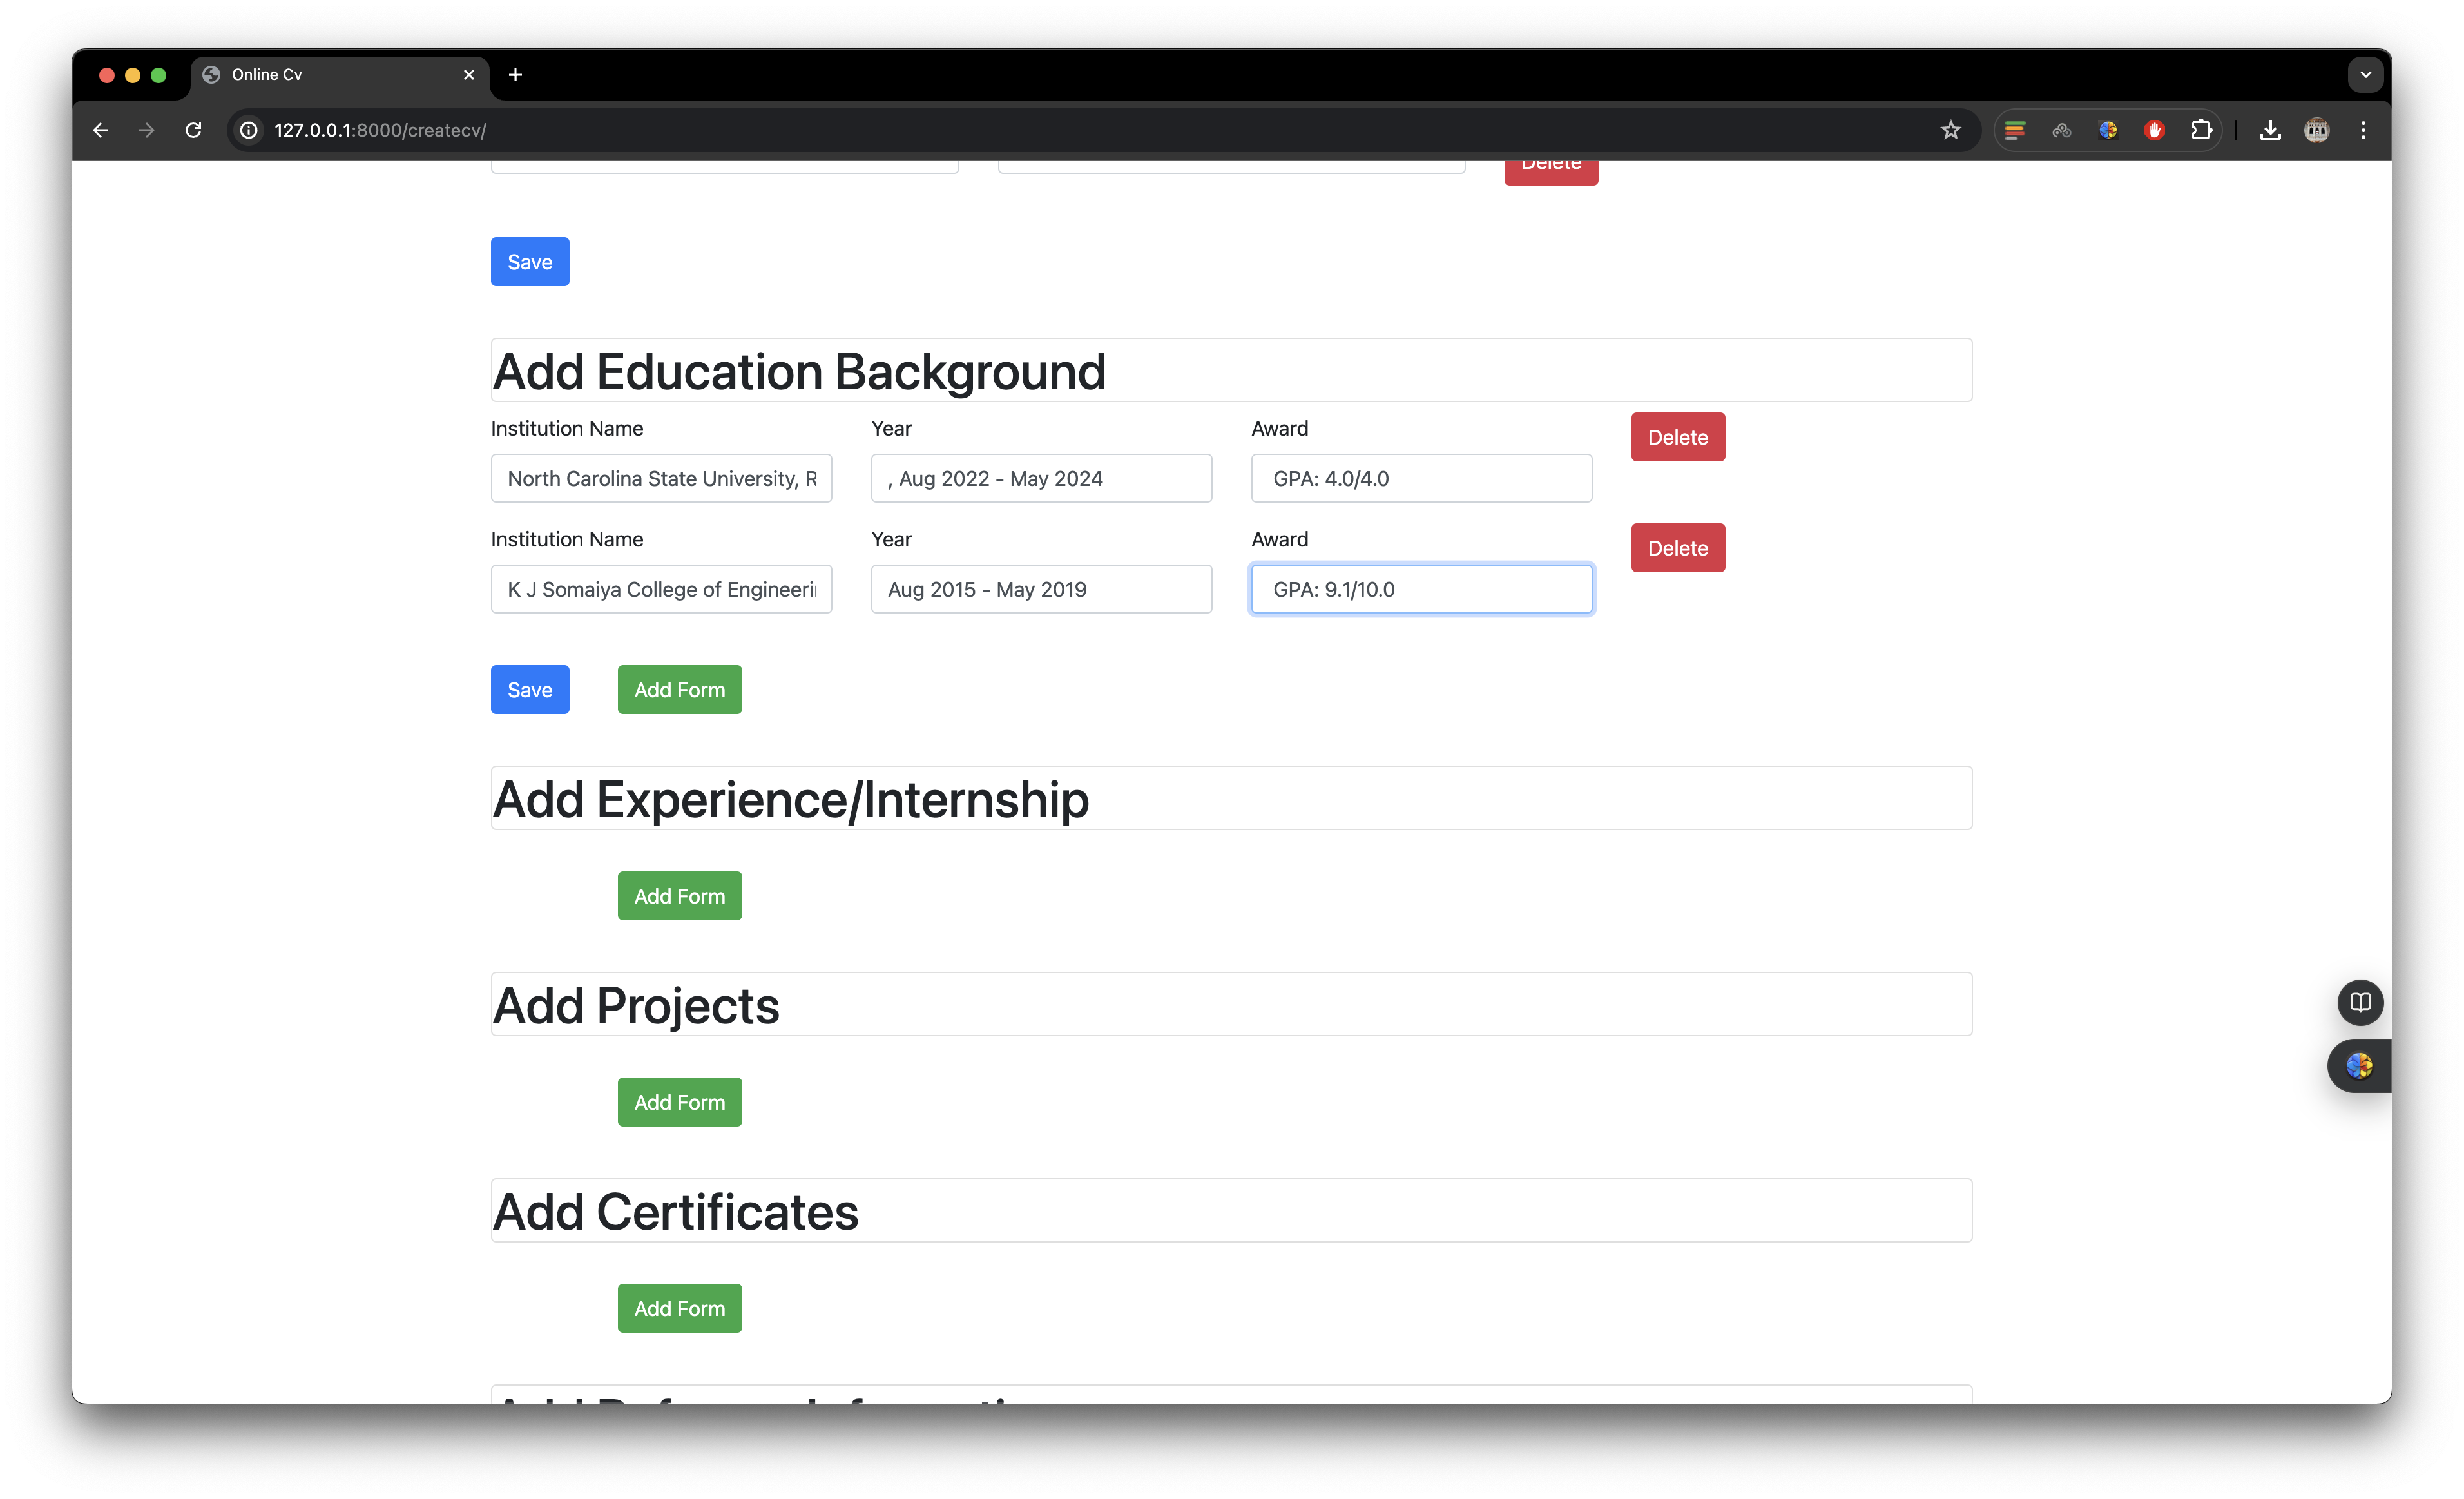 Online Cv
127.0.0.1:8000/createcv/
Delete
Save
Add Education Background
Institution Name Year Award Delete
North Carolina State University, R , Aug 2022 - May 2024 GPA: 4.0/4.0
Institution Name Year Award Delete
K J Somaiya College of Engineeri Aug 2015 - May 2019 GPA: 9.1/10.0
Save Add Form
Add Experience/Internship
Add Form
Add Projects
Add Form
Add Certificates
Add Form